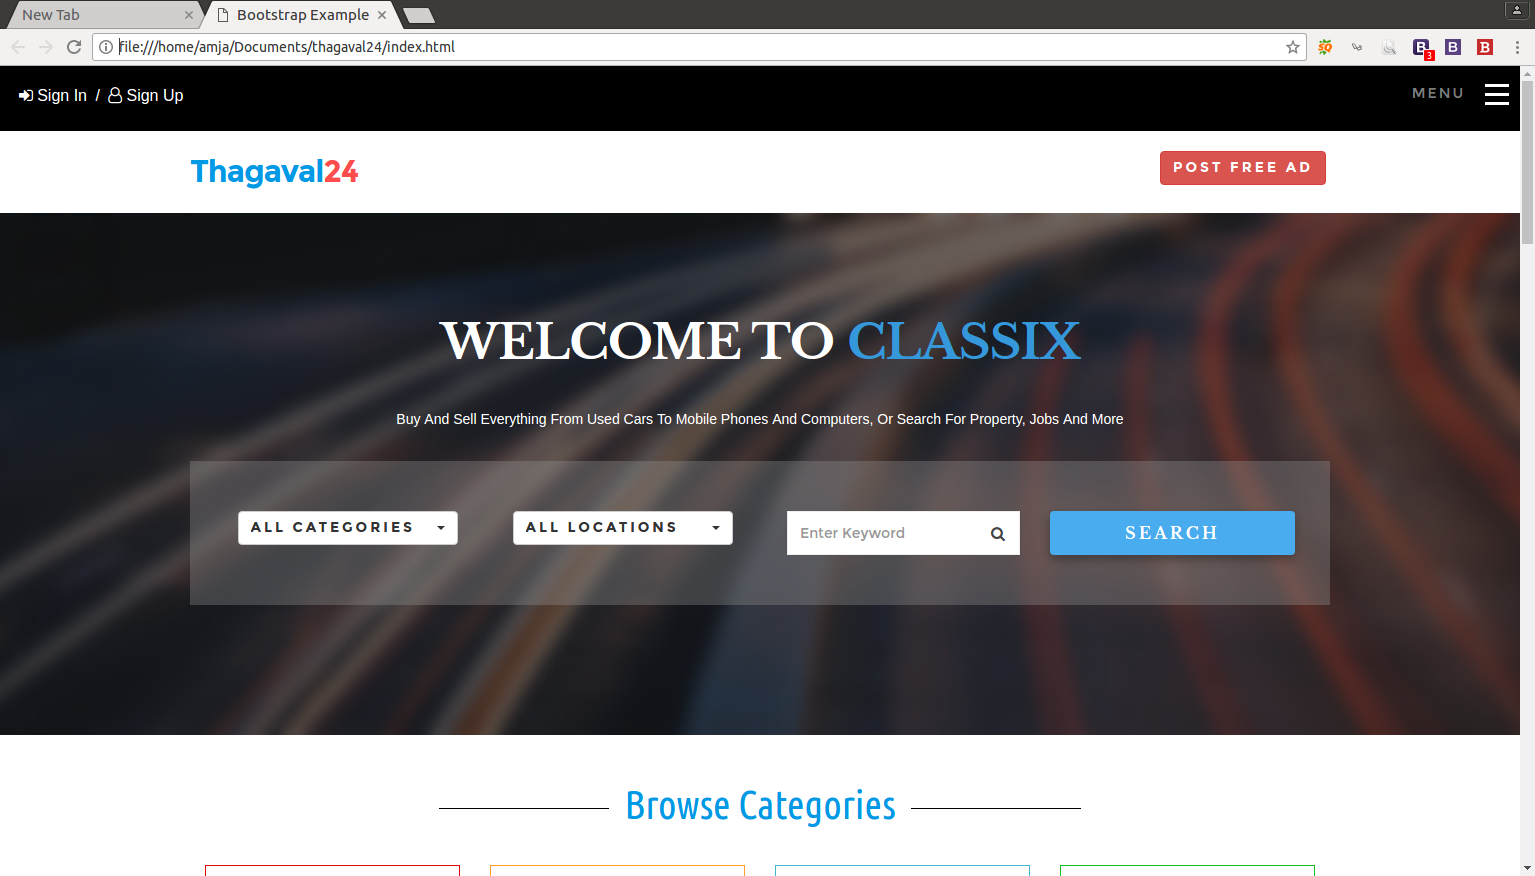 New Tab
Bootstrap Example
file:///home/amja/Documents/thagaval24/index.html
SQ
B
3
B
B
Sign In / Sign Up
MENU
Thagaval24
POST FREE AD
WELCOME TO CLASSIX
Buy And Sell Everything From Used Cars To Mobile Phones And Computers, Or Search For Property, Jobs And More
ALL CATEGORIES
ALL LOCATIONS
Enter Keyword
SEARCH
Browse Categories